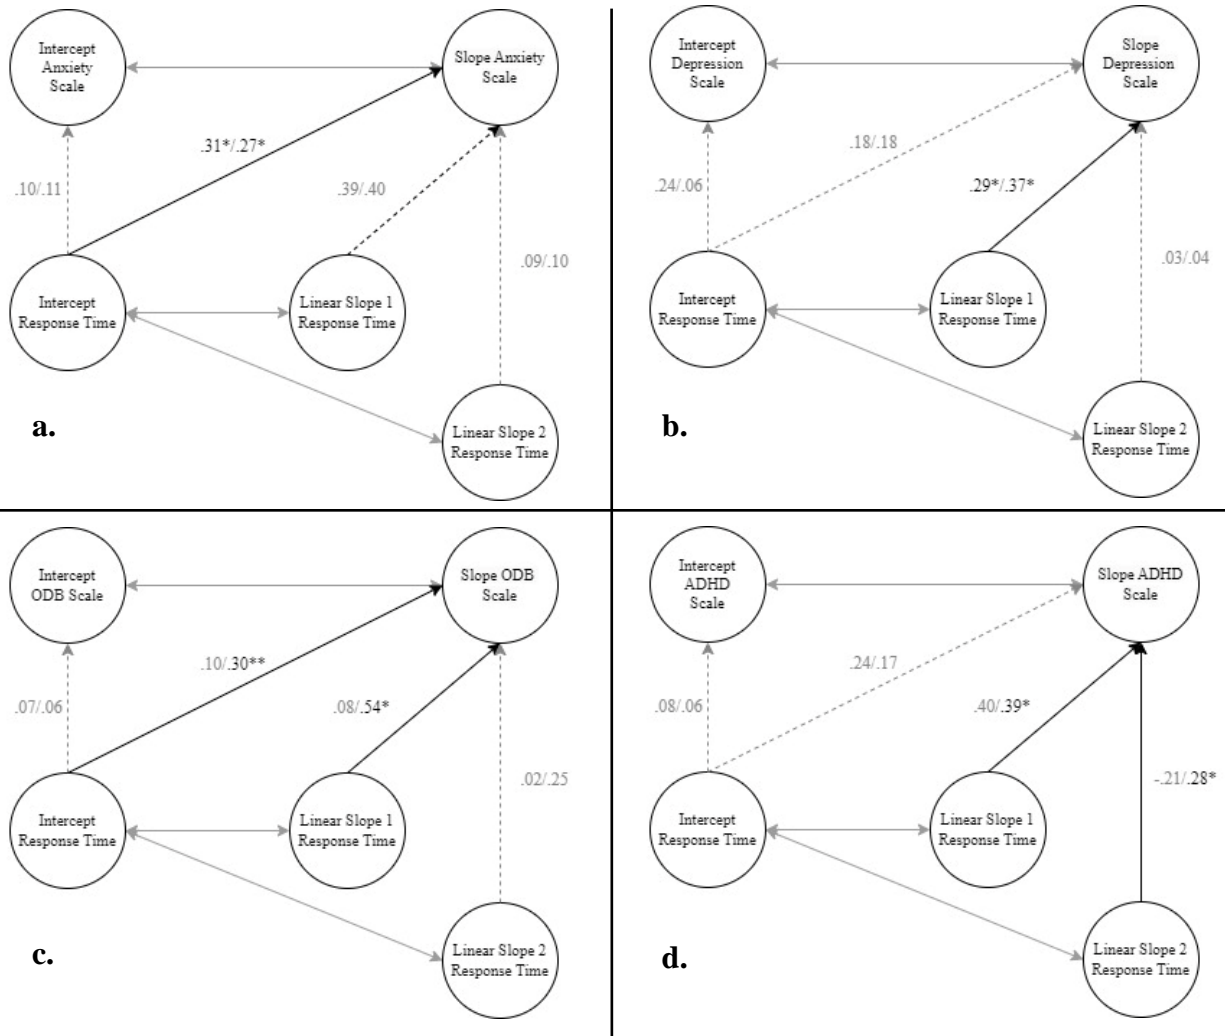 Intercept
Anxiety
Scale
Slope Anxiety
Scale
.31*/.27*
.10/.11
.39/.40
.09/.10
Intercept
Response Time
Linear Slope 1
Response Time
Linear Slope 2
Response Time
a.
Intercept
Depression
Scale
Slope
Depression
Scale
.18/.18
.24/.06
.29*/.37*
.03/.04
Intercept
Response Time
Linear Slope 1
Response Time
Linear Slope 2
Response Time
b.
Intercept
ODB Scale
Slope ODB
Scale
.10/.30**
.07/.06
.08/.54*
.02/.25
Intercept
Response Time
Linear Slope 1
Response Time
Linear Slope 2
Response Time
c.
Intercept
ADHD
Scale
Slope ADHD
Scale
.24/.17
.08/.06
.40/.39*
-.21/.28*
Intercept
Response Time
Linear Slope 1
Response Time
Linear Slope 2
Response Time
d.